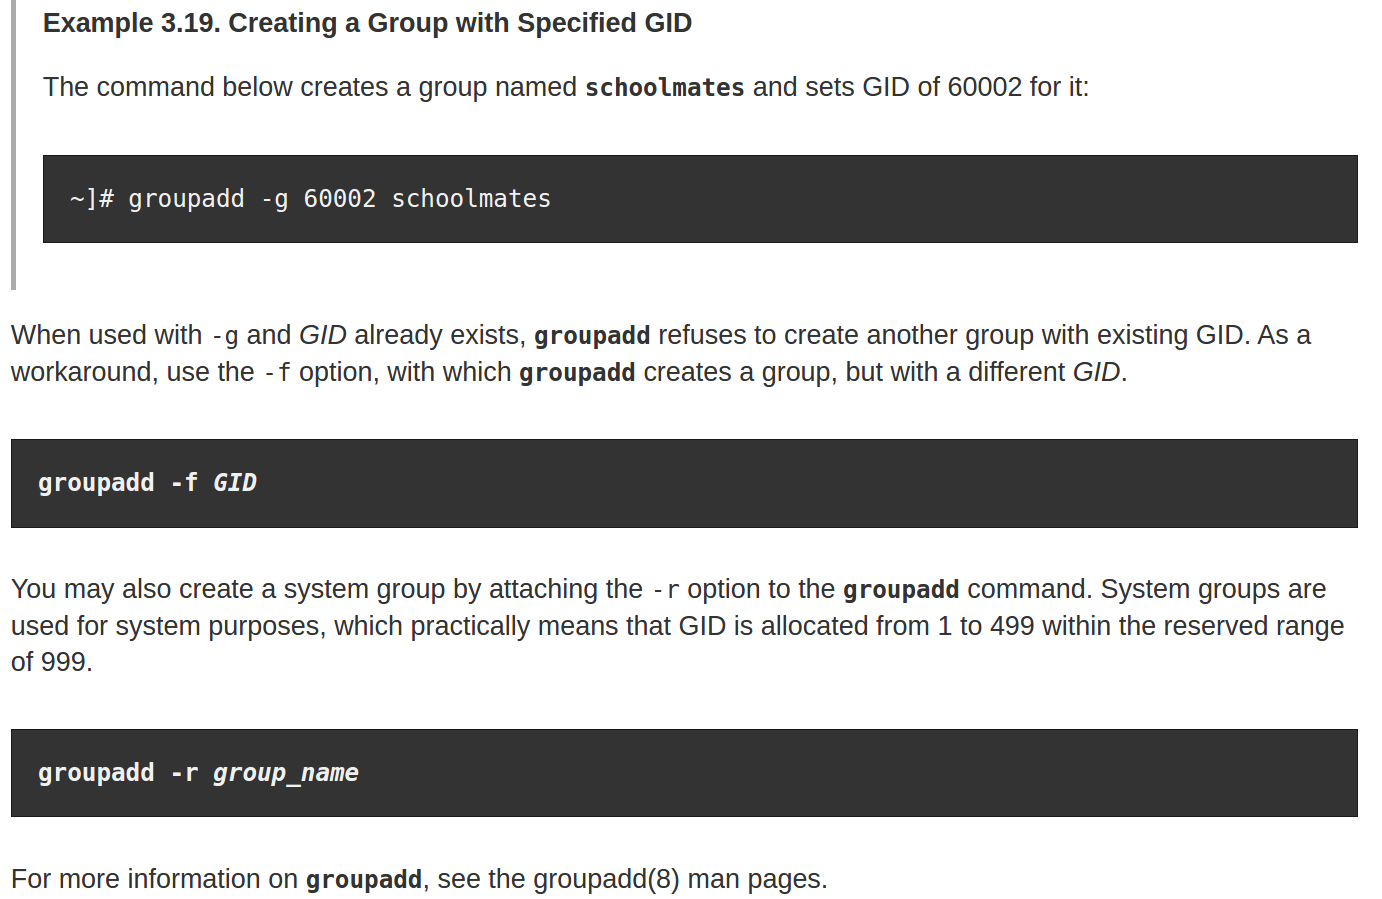 Example 3.19. Creating a Group with Specified GID
The command below creates a group named schoolmates and sets GID of 60002 for it:
~]# groupadd -g 60002 schoolmates
When used with -g and GID already exists, groupadd refuses to create another group with existing GID. As a
workaround, use the -f option, with which groupadd creates a group, but with a different GID.
groupadd -f GID
You may also create a system group by attaching the -r option to the groupadd command. System groups are
used for system purposes, which practically means that GID is allocated from 1 to 499 within the reserved range
of 999.
groupadd -r group_name
For more information on groupadd, see the groupadd(8) man pages.